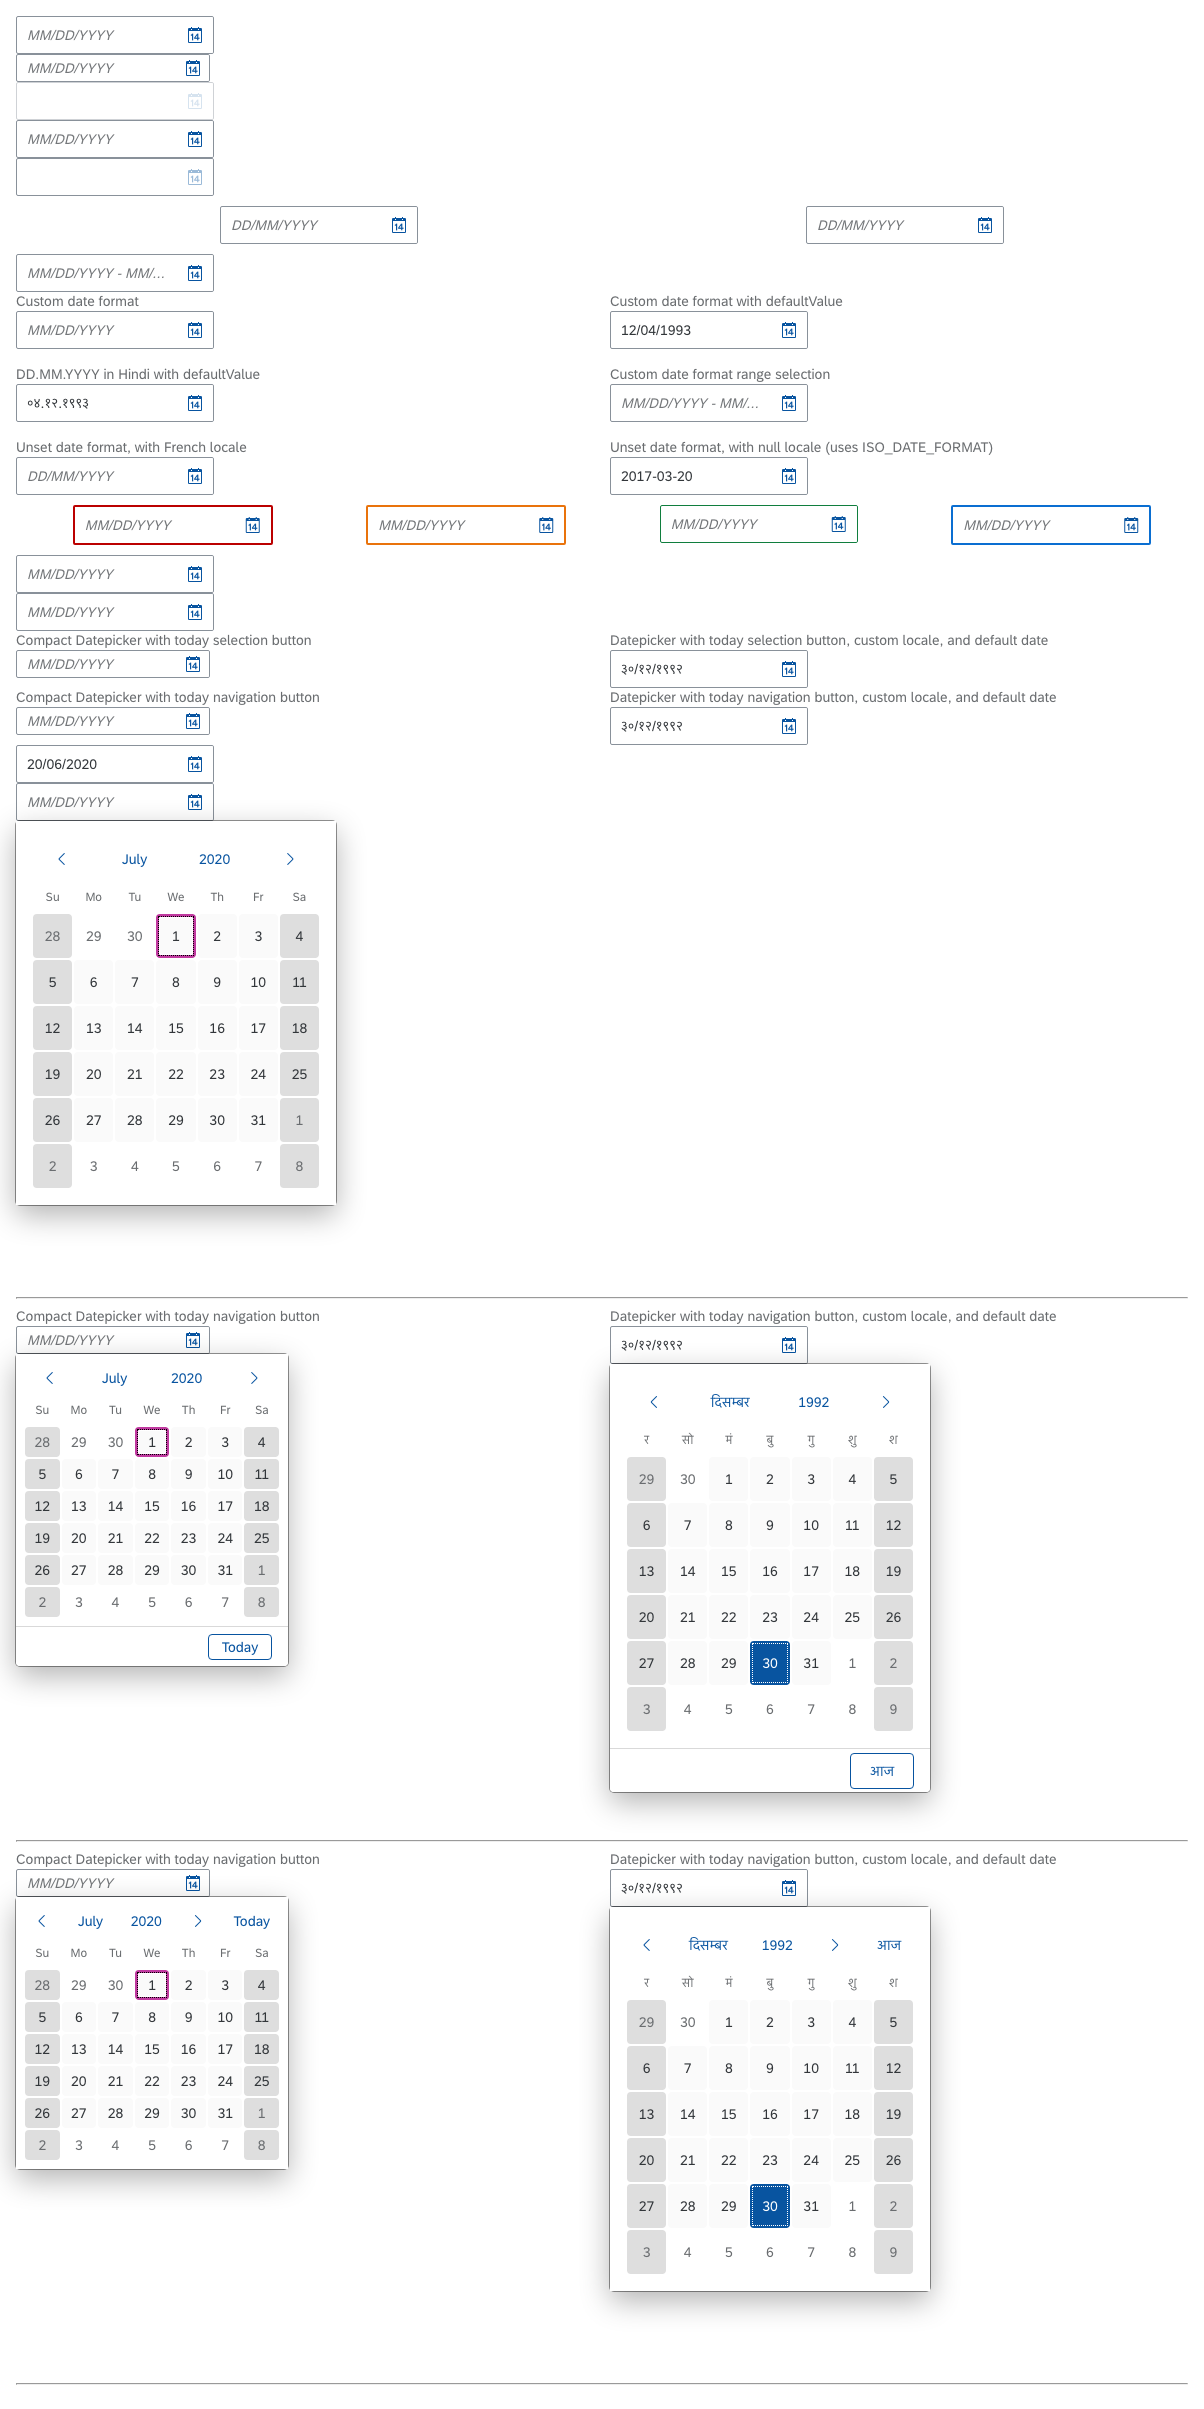 MM/DD/YYYY 14
MM/DD/YYYY 14
14
MM/DD/YYYY 14
14
DD/MM/YYYY 14 DD/MM/YYYY 14
MM/DD/YYYY - MM/... 14
Custom date format Custom date format with defaultValue
MM/DD/YYYY 14 12/04/1993 14
DD.MM.YYYY in Hindi with defaultValue Custom date format range selection
०४.१२.१९९३ 14 MM/DD/YYYY - MM/... 14
Unset date format, with French locale Unset date format, with null locale (uses ISO_DATE_FORMAT)
DD/MM/YYYY 14 2017-03-20 14
MM/DD/YYYY 14 MM/DD/YYYY 14 MM/DD/YYYY 14 MM/DD/YYYY 14
MM/DD/YYYY 14
MM/DD/YYYY 14
Compact Datepicker with today selection button Datepicker with today selection button, custom locale, and default date
MM/DD/YYYY 14 ३०/१२/१९९२ 14
Compact Datepicker with today navigation button Datepicker with today navigation button, custom locale, and default date
MM/DD/YYYY 14 ३०/१२/१९९२ 14
20/06/2020 14
MM/DD/YYYY 14
July 2020
Su Mo Tu We Th Fr Sa
28 29 30 1 2 3 4
5 6 7 8 9 10 11
12 13 14 15 16 17 18
19 20 21 22 23 24 25
26 27 28 29 30 31 1
2 3 4 5 6 7 8
Compact Datepicker with today navigation button
MM/DD/YYYY 14
July 2020
Su Mo Tu We Th Fr Sa
28 29 30 1 2 3 4
5 6 7 8 9 10 11
12 13 14 15 16 17 18
19 20 21 22 23 24 25
26 27 28 29 30 31 1
2 3 4 5 6 7 8
Today
Datepicker with today navigation button, custom locale, and default date
३०/१२/१९९२ 14
दिसम्बर 1992
र सो मं बु गु शु श
29 30 1 2 3 4 5
6 7 8 9 10 11 12
13 14 15 16 17 18 19
20 21 22 23 24 25 26
27 28 29 30 31 1 2
3 4 5 6 7 8 9
आज
Compact Datepicker with today navigation button
MM/DD/YYYY 14
July 2020 Today
Su Mo Tu We Th Fr Sa
28 29 30 1 2 3 4
5 6 7 8 9 10 11
12 13 14 15 16 17 18
19 20 21 22 23 24 25
26 27 28 29 30 31 1
2 3 4 5 6 7 8
Datepicker with today navigation button, custom locale, and default date
३०/१२/१९९२ 14
दिसम्बर 1992 आज
र सो मं बु गु शु श
29 30 1 2 3 4 5
6 7 8 9 10 11 12
13 14 15 16 17 18 19
20 21 22 23 24 25 26
27 28 29 30 31 1 2
3 4 5 6 7 8 9